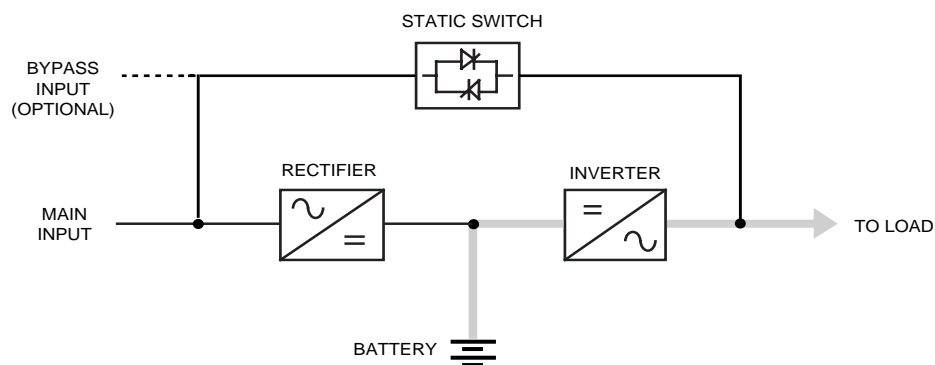 STATIC SWITCH
BYPASS
INPUT
(OPTIONAL)
RECTIFIER
INVERTER
MAIN
INPUT
TO LOAD
BATTERY